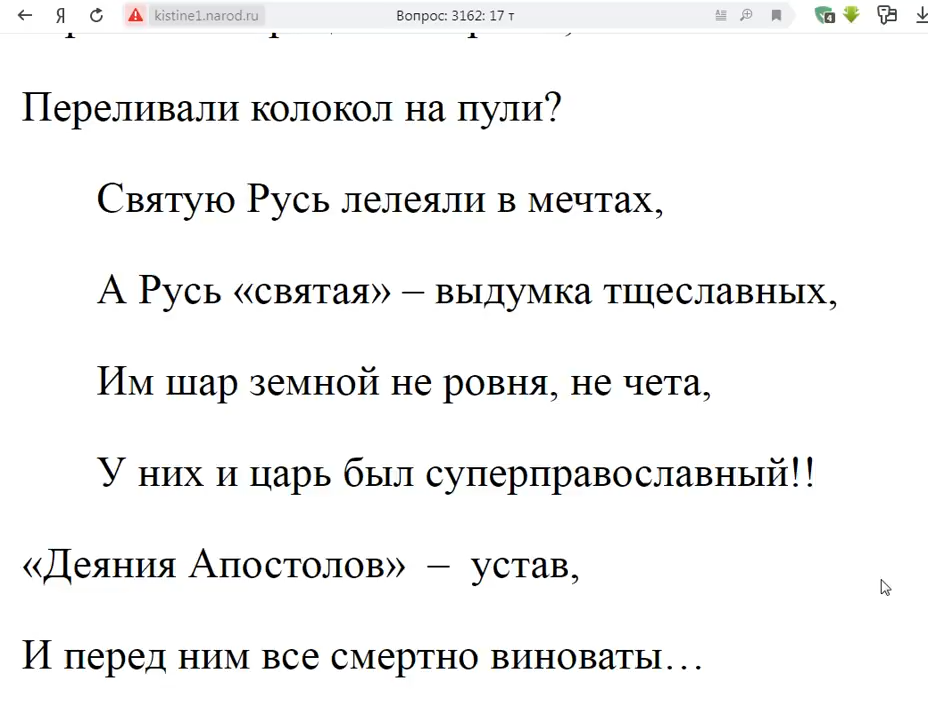 Я kistine1.narod.ru Вопрос: 3162: 17 т 4
Переливали колокол на пули?
Святую Русь лелеяли в мечтах,
А Русь «святая» – выдумка тщеславных,
Им шар земной не ровня, не чета,
У них и царь был суперправославный!!
«Деяния Апостолов» – устав,
И перед ним все смертно виноваты…